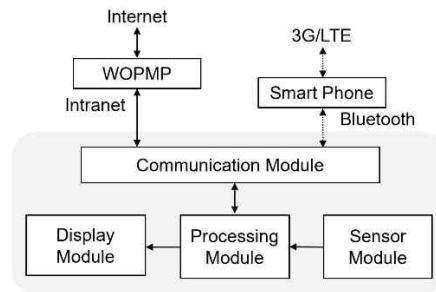 Internet
3G/LTE
WOPMP
Smart Phone
Intranet
Bluetooth
Communication Module
Display
Module
Processing
Module
Sensor
Module